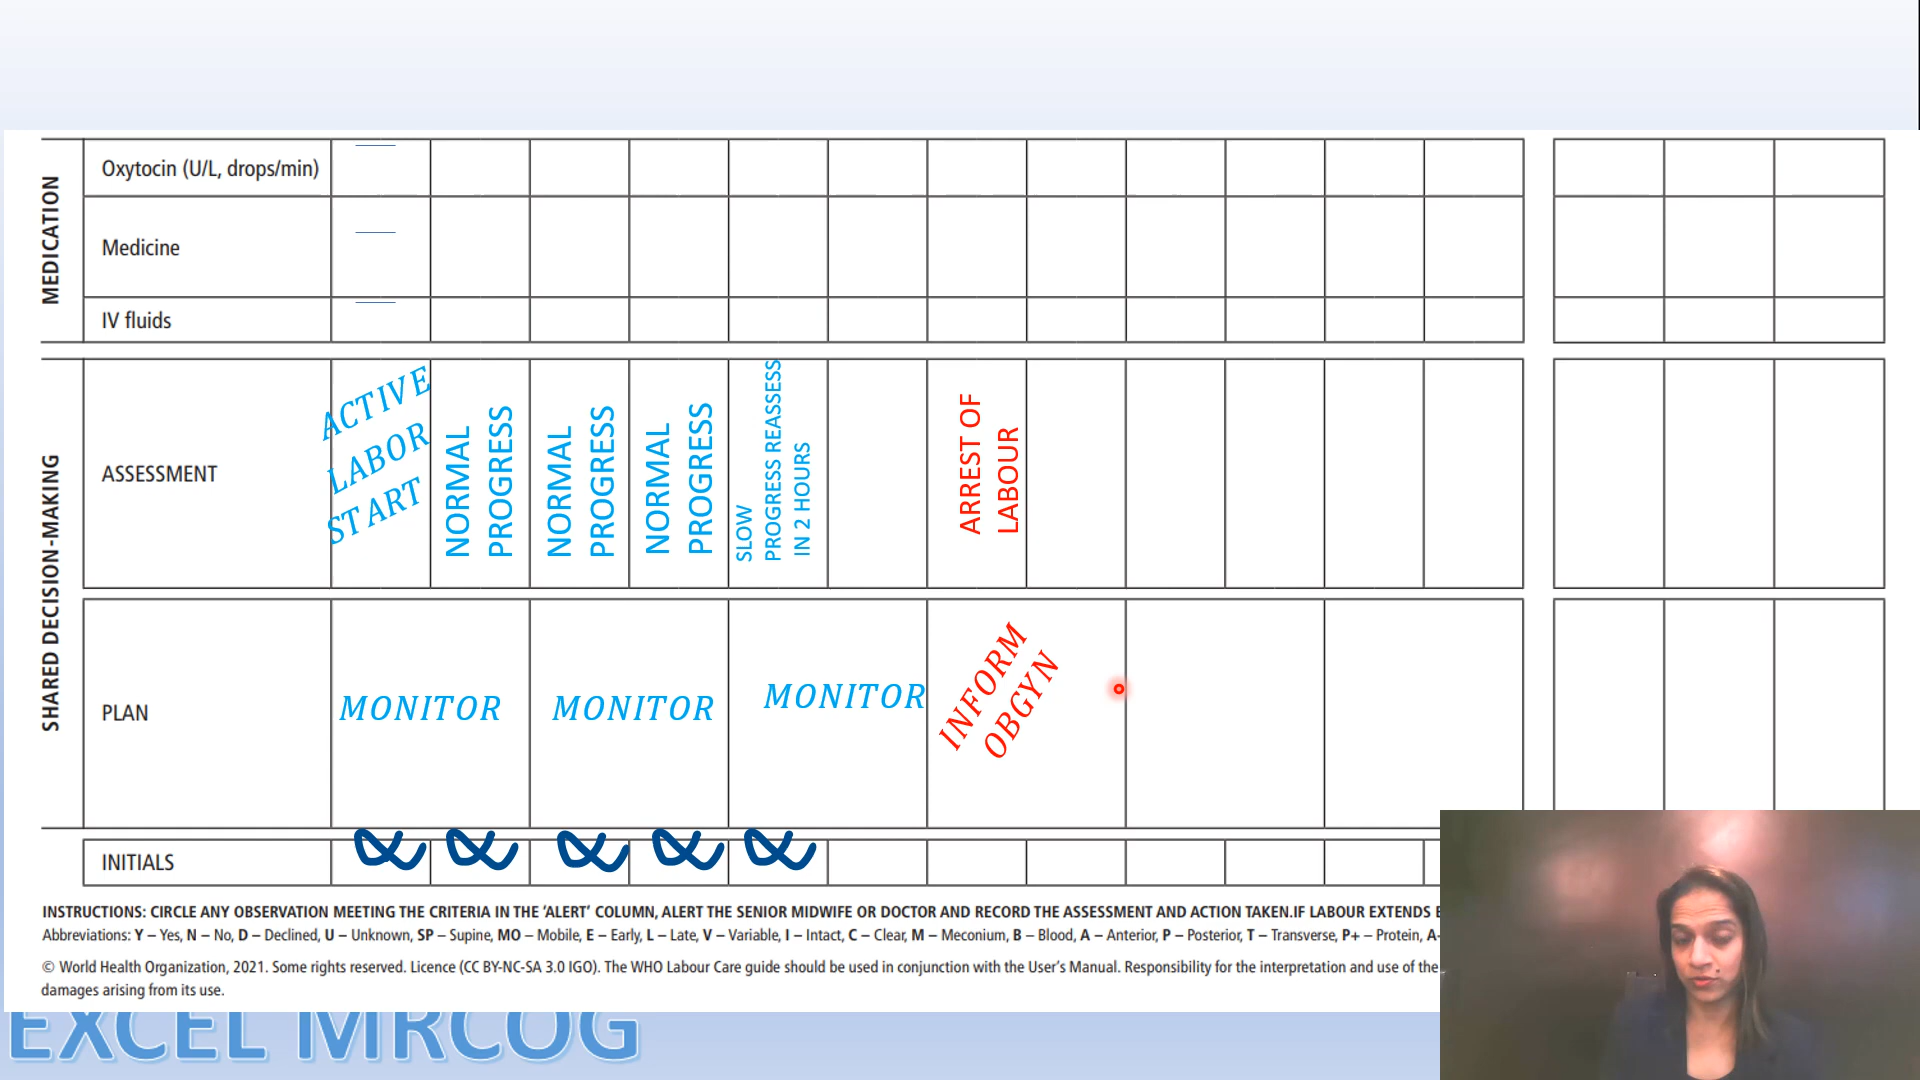 MEDICATION
Oxytocin (U/L, drops/min)
Medicine
IV fluids
SHARED DECISION-MAKING
ASSESSMENT
ACTIVE
LABOR
START
NORMAL
PROGRESS
NORMAL
PROGRESS
NORMAL
PROGRESS
SLOW
PROGRESS REASSESS
IN 2 HOURS
ARREST OF
LABOUR
PLAN
MONITOR
MONITOR
MONITOR
INFORM
OBGYN
INITIALS
INSTRUCTIONS: CIRCLE ANY OBSERVATION MEETING THE CRITERIA IN THE ‘ALERT’ COLUMN, ALERT THE SENIOR MIDWIFE OR DOCTOR AND RECORD THE ASSESSMENT AND ACTION TAKEN.IF LABOUR EXTENDS
Abbreviations: Y – Yes, N – No, D – Declined, U – Unknown, SP – Supine, MO – Mobile, E – Early, L – Late, V – Variable, I – Intact, C – Clear, M – Meconium, B – Blood, A – Anterior, P – Posterior, T – Transverse, P+ – Protein, A-
© World Health Organization, 2021. Some rights reserved. Licence (CC BY-NC-SA 3.0 IGO). The WHO Labour Care guide should be used in conjunction with the User’s Manual. Responsibility for the interpretation and use of the
damages arising from its use.
EXCEL MRCOG